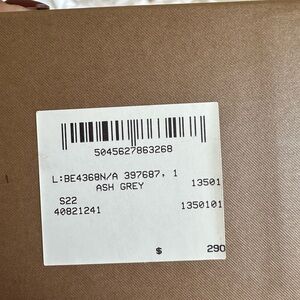 5045627863268
L:BE4368N/A 397687, 1
ASH GREY 13501
S22
40821241 1350101
$ 290